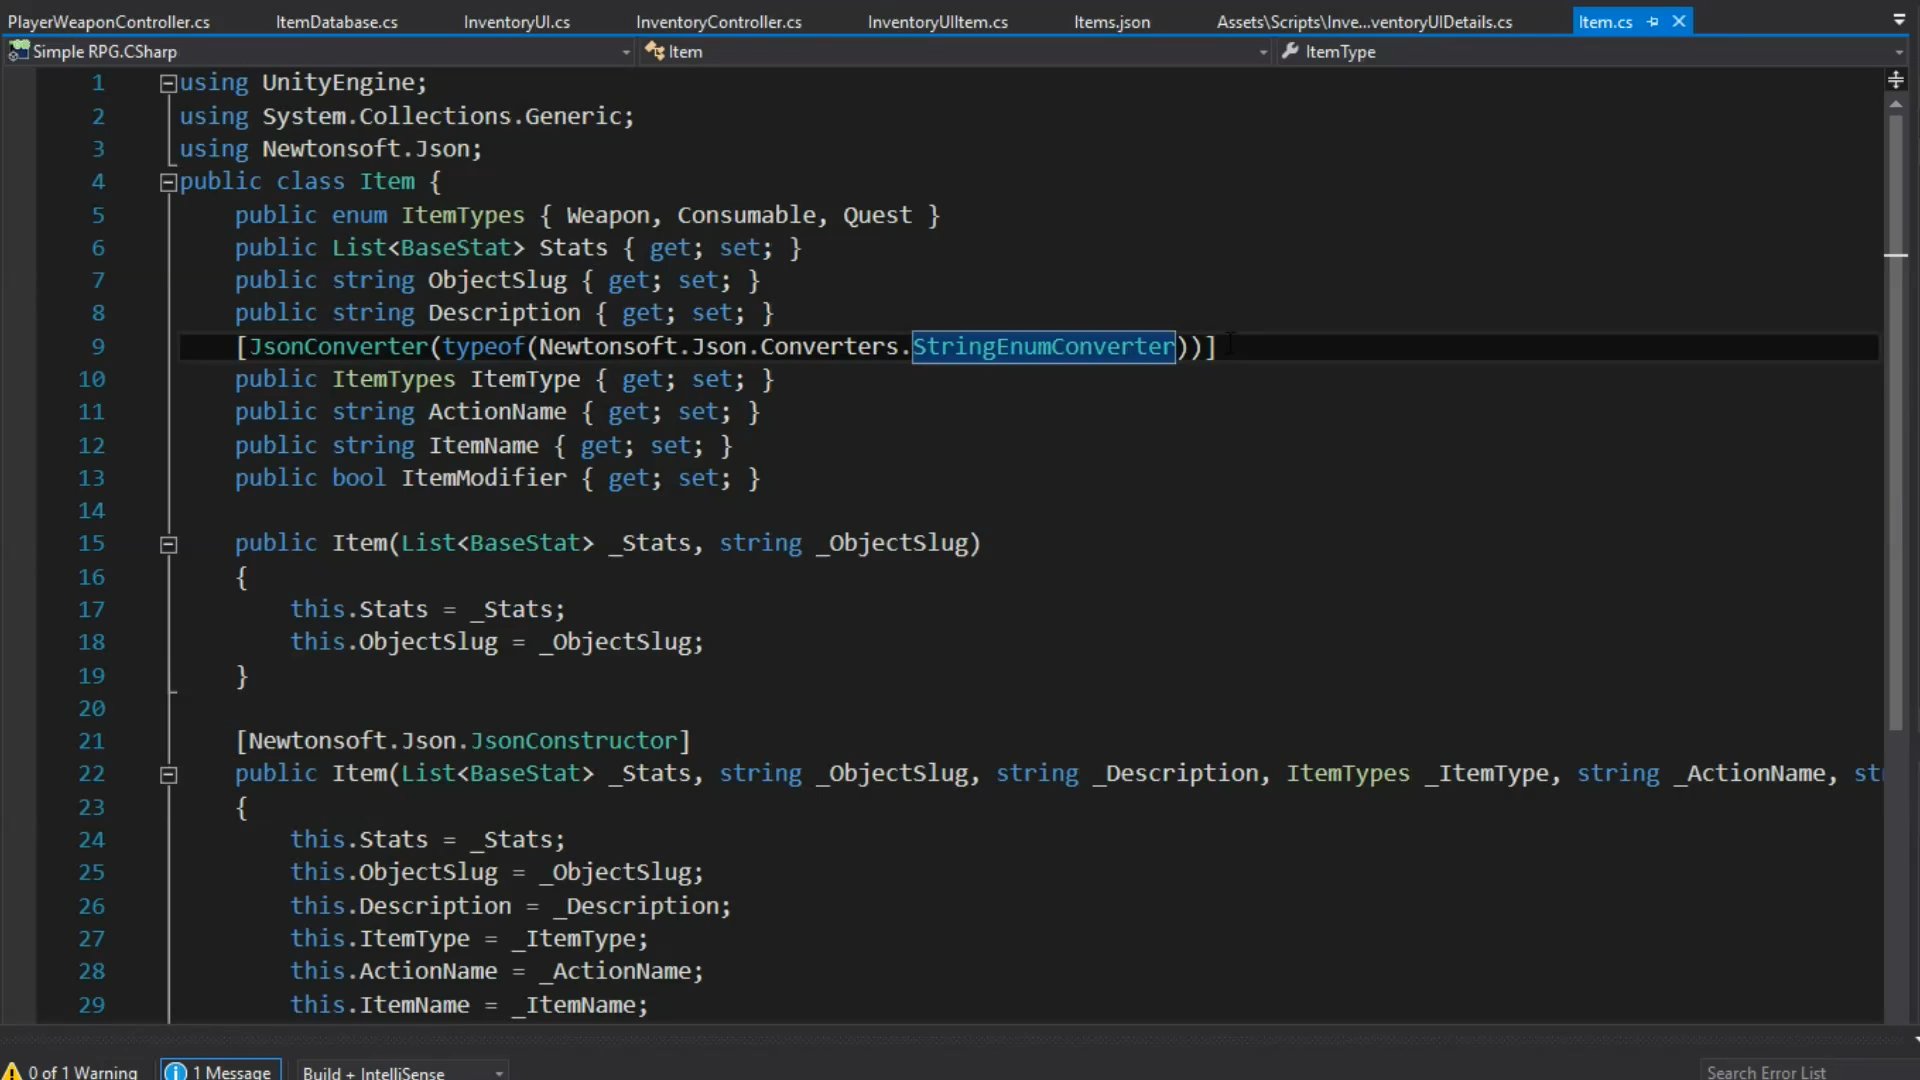 PlayerWeaponController.cs ItemDatabase.cs InventoryUI.cs InventoryController.cs InventoryUIItem.cs Items.json Assets\Scripts\Inve...ventoryUIDetails.cs Item.cs
Simple RPG.CSharp Item ItemType
1 using UnityEngine;
2 using System.Collections.Generic;
3 using Newtonsoft.Json;
4 public class Item {
5 public enum ItemTypes { Weapon, Consumable, Quest }
6 public List<BaseStat> Stats { get; set; }
7 public string ObjectSlug { get; set; }
8 public string Description { get; set; }
9 [JsonConverter(typeof(Newtonsoft.Json.Converters.StringEnumConverter))]
10 public ItemTypes ItemType { get; set; }
11 public string ActionName { get; set; }
12 public string ItemName { get; set; }
13 public bool ItemModifier { get; set; }
14
15 public Item(List<BaseStat> _Stats, string _ObjectSlug)
16 {
17 this.Stats = _Stats;
18 this.ObjectSlug = _ObjectSlug;
19 }
20
21 [Newtonsoft.Json.JsonConstructor]
22 public Item(List<BaseStat> _Stats, string _ObjectSlug, string _Description, ItemTypes _ItemType, string _ActionName, st
23 {
24 this.Stats = _Stats;
25 this.ObjectSlug = _ObjectSlug;
26 this.Description = _Description;
27 this.ItemType = _ItemType;
28 this.ActionName = _ActionName;
29 this.ItemName = _ItemName;
0 of 1 Warning 1 Message Build + IntelliSense Search Error List